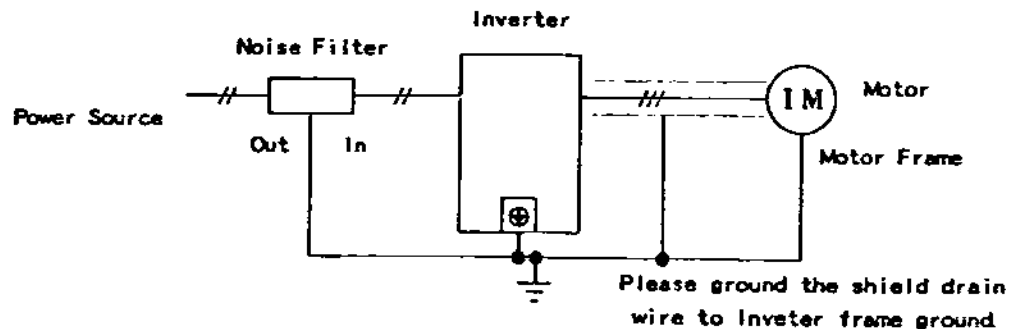 Inverter
Noise Filter
Power Source
Out In
IM
Motor
Motor Frame
Please ground the shield drain
wire to Inveter frame ground